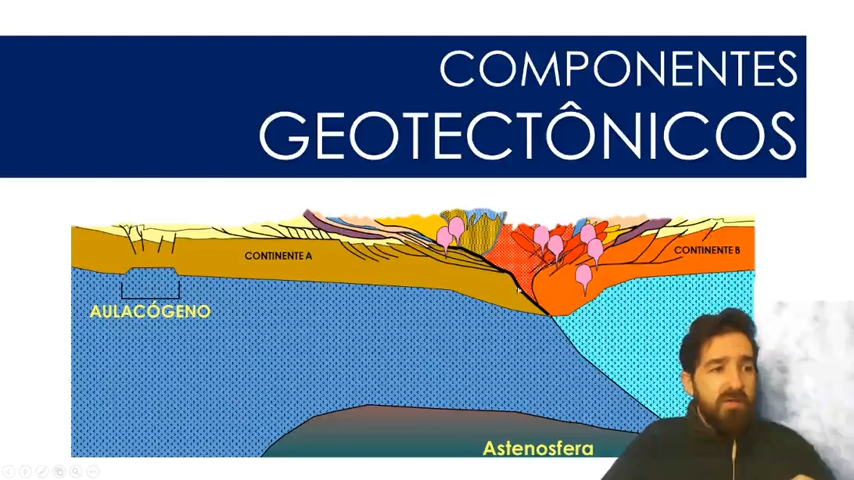 COMPONENTES
GEOTECTÔNICOS
CONTINENTE A
CONTINENTE B
AULACÓGENO
Astenosfera